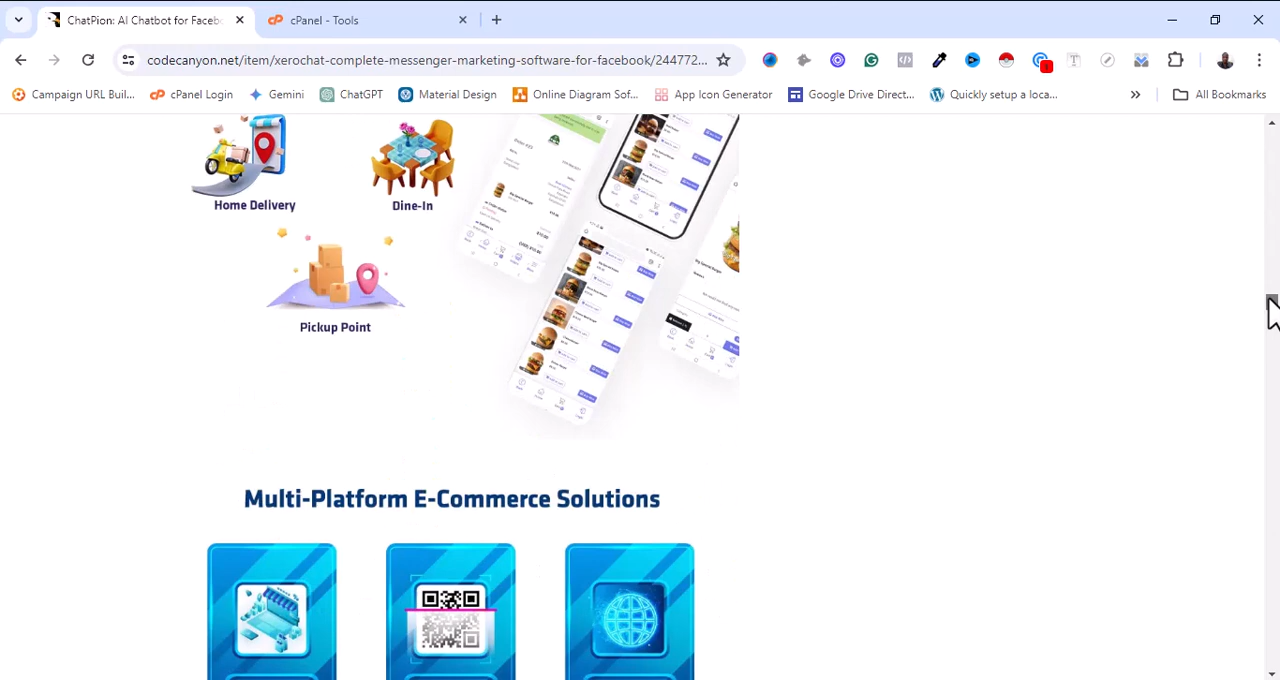 ChatPion: AI Chatbot for Faceb
cPanel - Tools
codecanyon.net/item/xerochat-complete-messenger-marketing-software-for-facebook/244772...
Campaign URL Buil...
cPanel Login
Gemini
ChatGPT
Material Design
Online Diagram Sof...
App Icon Generator
Google Drive Direct...
Quickly setup a loca...
All Bookmarks
Home Delivery
Dine-In
Pickup Point
Multi-Platform E-Commerce Solutions